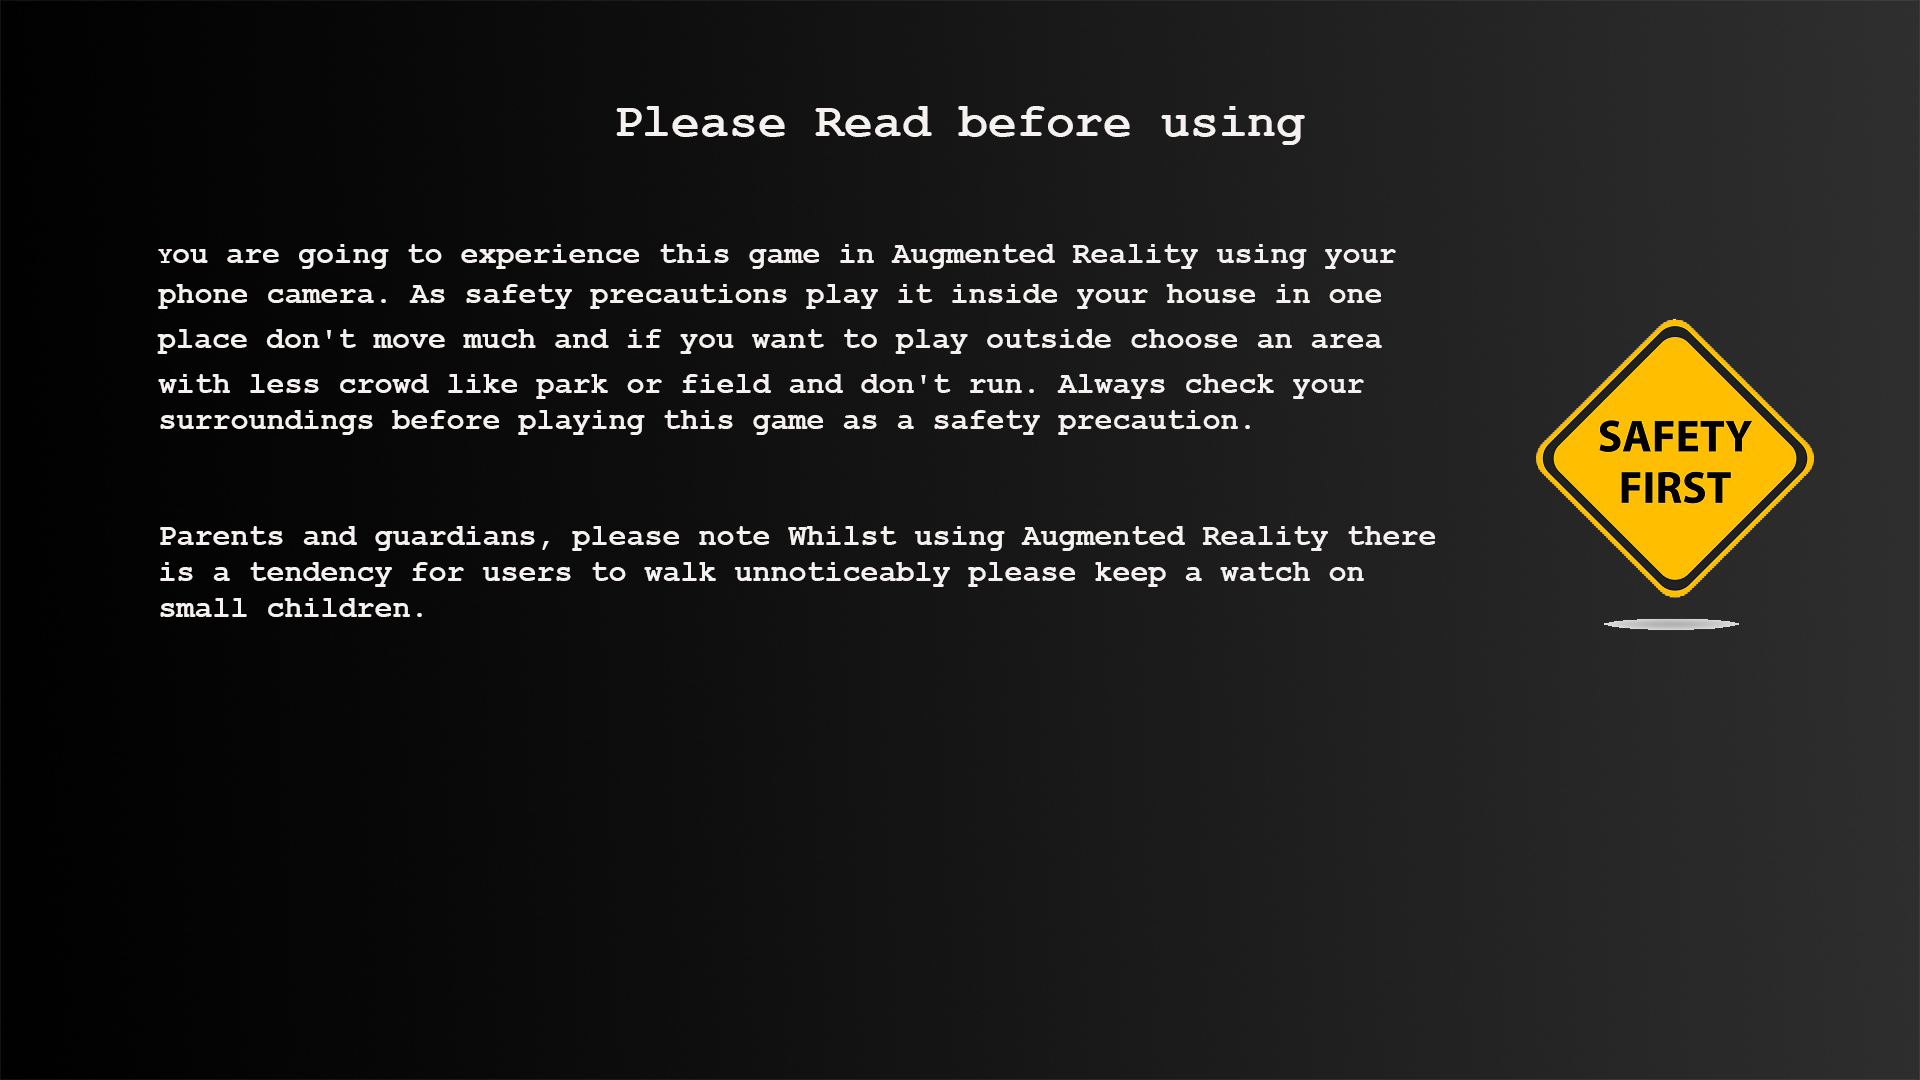 Please Read before using
You are going to experience this game in Augmented Reality using your
phone camera. As safety precautions play it inside your house in one
place don't move much and if you want to play outside choose an area
with less crowd like park or field and don't run. Always check your
surroundings before playing this game as a safety precaution.
Parents and guardians, please note Whilst using Augmented Reality there
is a tendency for users to walk unnoticeably please keep a watch on
small children.
SAFETY
FIRST